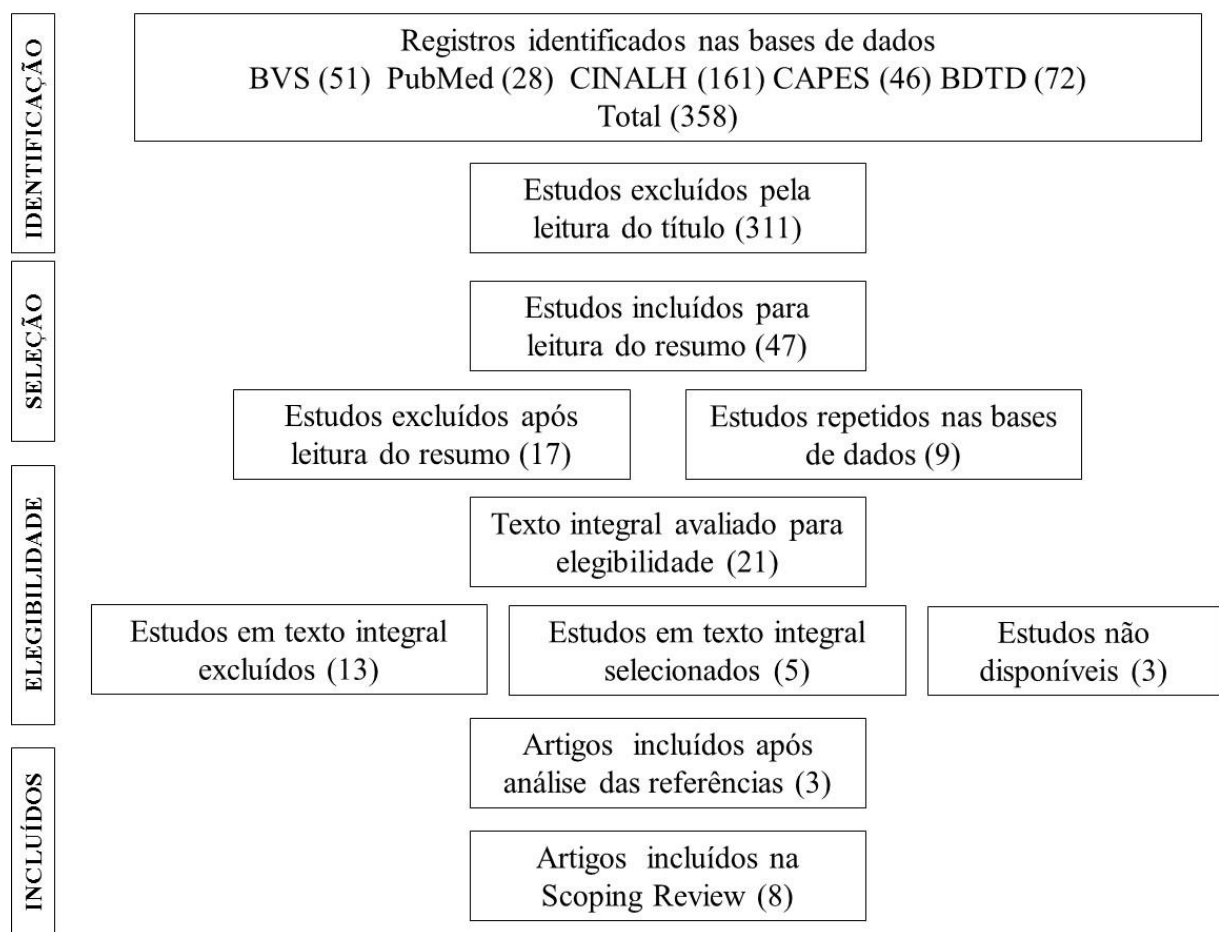 IDENTIFICAÇÃO
Registros identificados nas bases de dados
BVS (51) PubMed (28) CINALH (161) CAPES (46) BDTD (72)
Total (358)
Estudos excluídos pela
leitura do título (311)
SELEÇÃO
Estudos incluídos para
leitura do resumo (47)
Estudos excluídos após
leitura do resumo (17)
Estudos repetidos nas bases
de dados (9)
ELEGIBILIDADE
Texto integral avaliado para
elegibilidade (21)
Estudos em texto integral
excluídos (13)
Estudos em texto integral
selecionados (5)
Estudos não
disponíveis (3)
INCLUÍDOS
Artigos incluídos após
análise das referências (3)
Artigos incluídos na
Scoping Review (8)